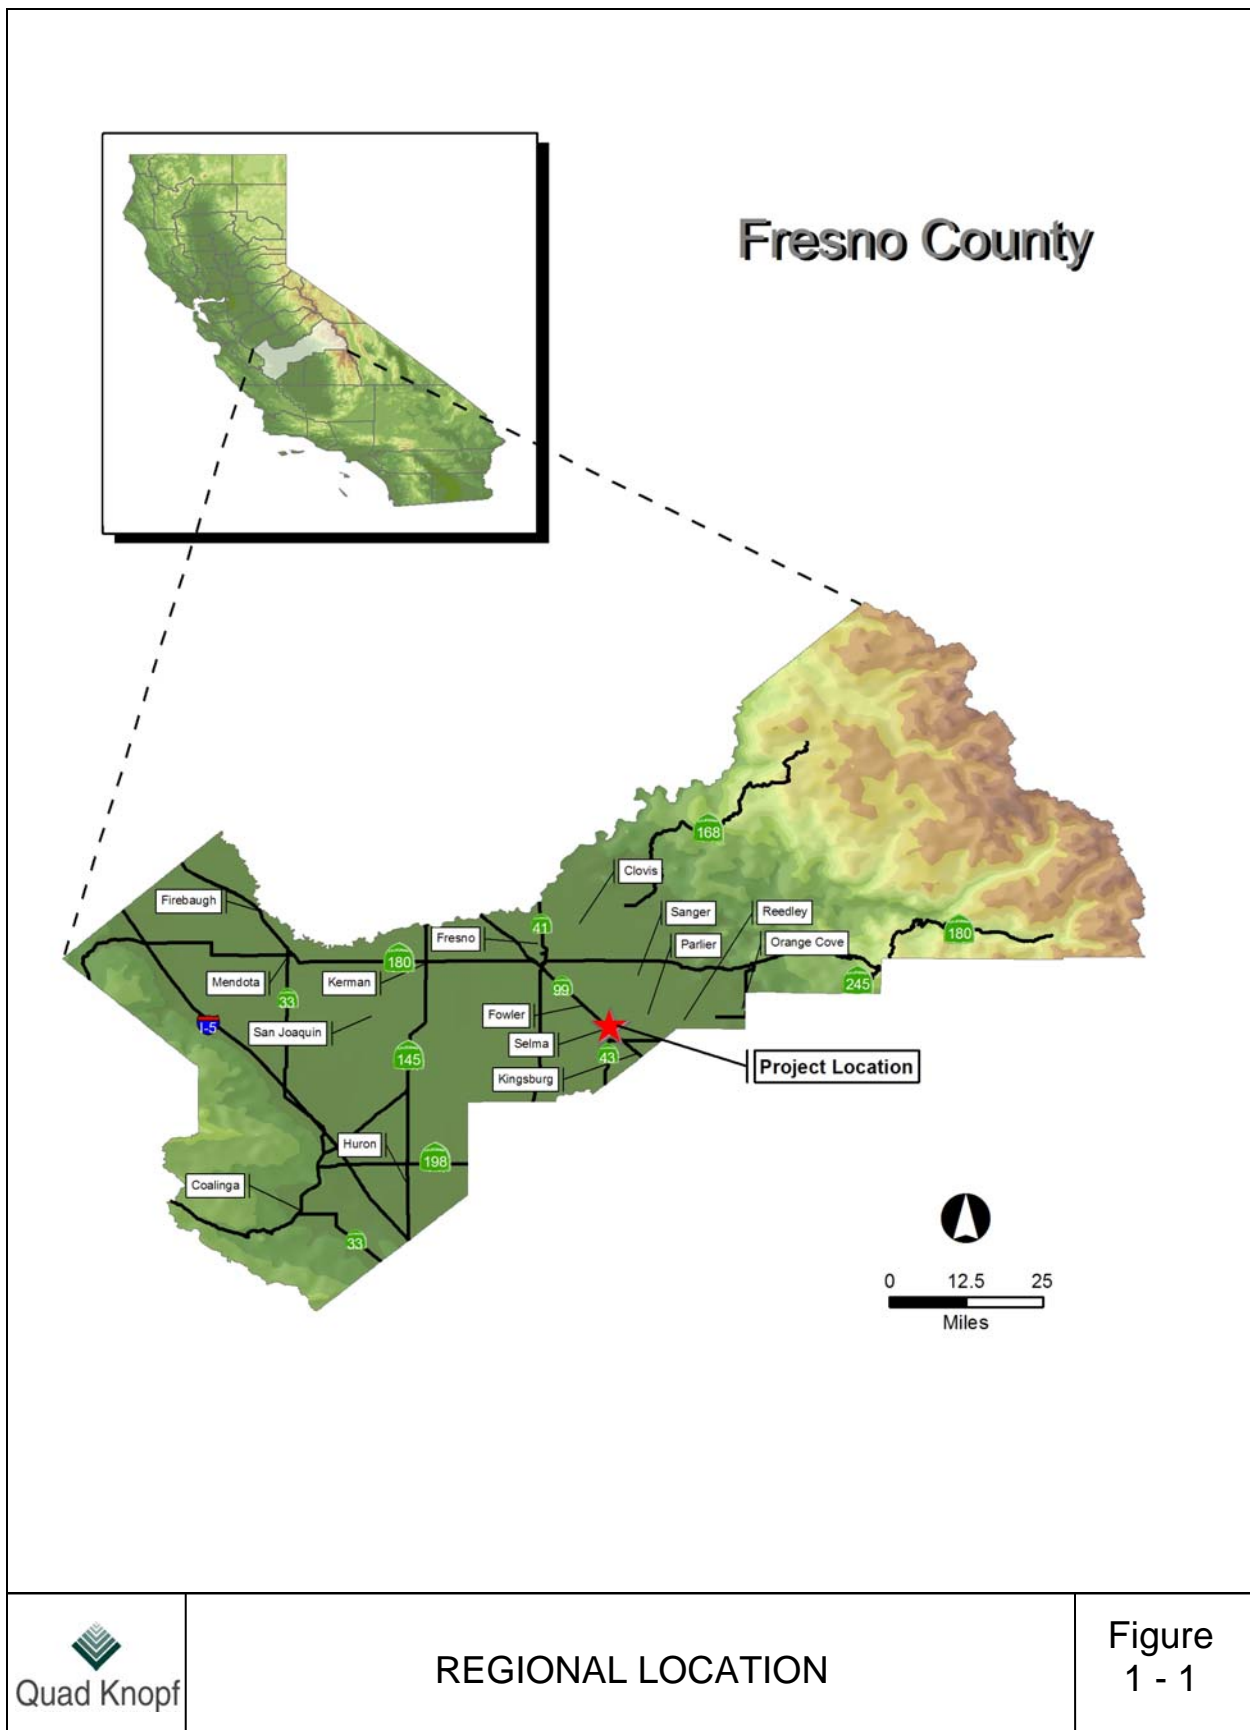 Fresno County
168
Clovis
Firebaugh
Sanger
Reedley
41
Fresno
Parlier
Orange Cove
180
180
Mendota
Kerman
245
99
33
Fowler
I-5
San Joaquin
Selma
145
43
Kingsburg
Project Location
Huron
198
Coalinga
33
0 12.5 25
Miles
Quad Knopf
REGIONAL LOCATION
Figure
1 - 1